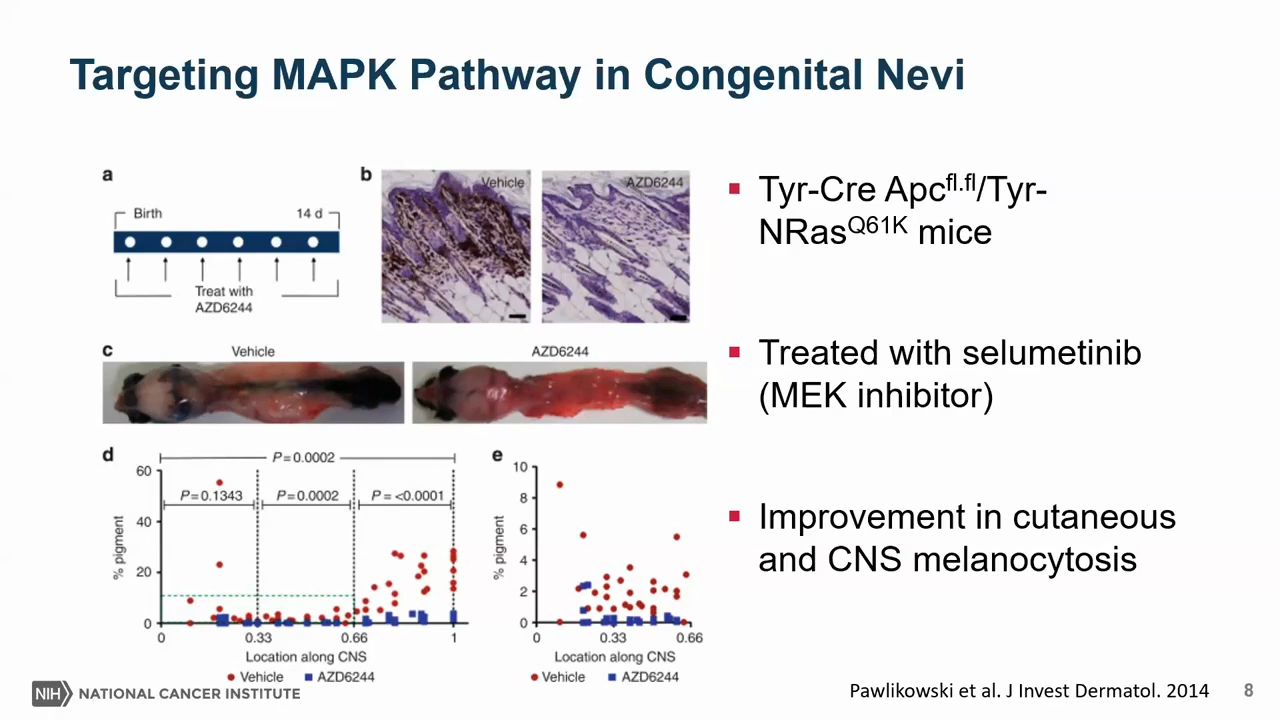 Targeting MAPK Pathway in Congenital Nevi
a
Birth
14 d
Treat with
AZD6244
b
Vehicle
AZD6244
c
Vehicle
AZD6244
d
P=0.0002
P=0.1343
P=0.0002
P=<0.0001
60
40
20
0
% pigment
0
0.33
0.66
1
Location along CNS
Vehicle
AZD6244
e
10
8
6
4
2
0
% pigment
0
0.33
0.66
Location along CNS
Vehicle
AZD6244
▪ Tyr-Cre Apcfl.fl/Tyr-
NRasQ61K mice
▪ Treated with selumetinib
(MEK inhibitor)
▪ Improvement in cutaneous
and CNS melanocytosis
NIH NATIONAL CANCER INSTITUTE
Pawlikowski et al. J Invest Dermatol. 2014
8